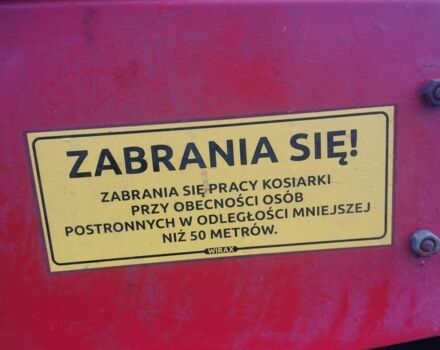 ZABRANIA SIĘ!
ZABRANIA SIĘ PRACY KOSIARKI
PRZY OBECNOŚCI OSÓB
POSTRONNYCH W ODLEGŁOŚCI MNIEJSZEJ
NIŻ 50 METRÓW.
WIRAX